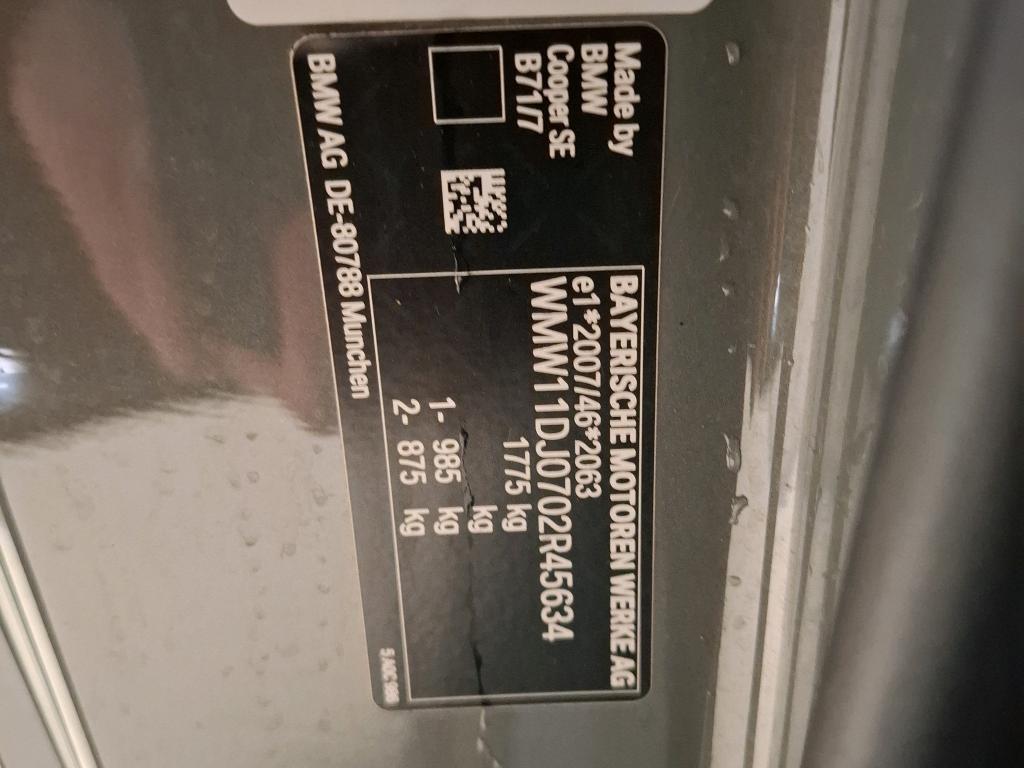 Made by
BMW
Cooper SE
B71/7
BAYERISCHE MOTOREN WERKE AG
e1*2007/46*2063
WMW11DJ0702R45634
1775 kg
kg
1- 985 kg
2- 875 kg
BMW AG DE-80788 Munchen